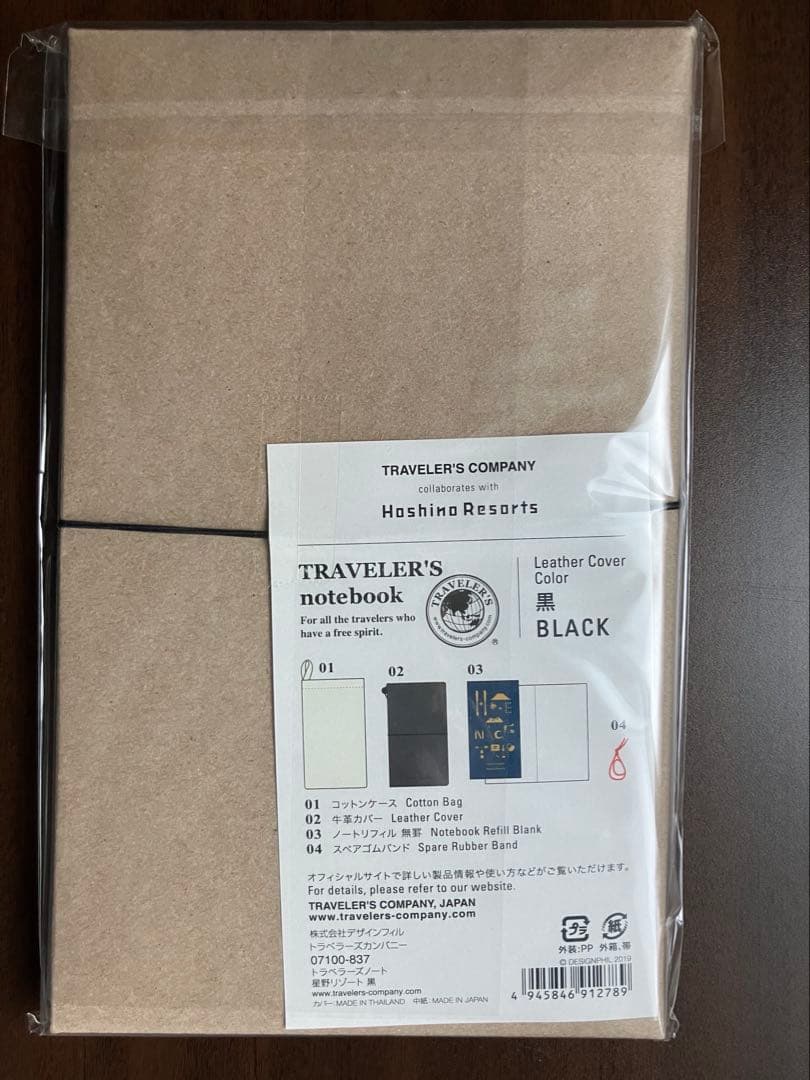 TRAVELER'S COMPANY
collaborates with
Hoshino Resorts
TRAVELER'S
notebook
For all the travelers who
have a free spirit.
TRAVELER'S
www.travelers-company.com
®
Leather Cover
Color
黒
BLACK
01
02
03
04
01 コットンケース Cotton Bag
02 牛革カバー Leather Cover
03 ノートリフィル 無罫 Notebook Refill Blank
04 スペアゴムバンド Spare Rubber Band
オフィシャルサイトで詳しい製品情報や使い方などがご覧いただけます。
For details, please refer to our website.
TRAVELER'S COMPANY, JAPAN
www.travelers-company.com
株式会社デザインフィル
トラベラーズカンパニー
07100-837
トラベラーズノート
星野リゾート 黒
www.travelers-company.com
カバー:MADE IN THAILAND 中紙:MADE IN JAPAN
プラ 紙
外装:PP 外箱、帯
© DESIGNPHIL 2019
4 945846 912789